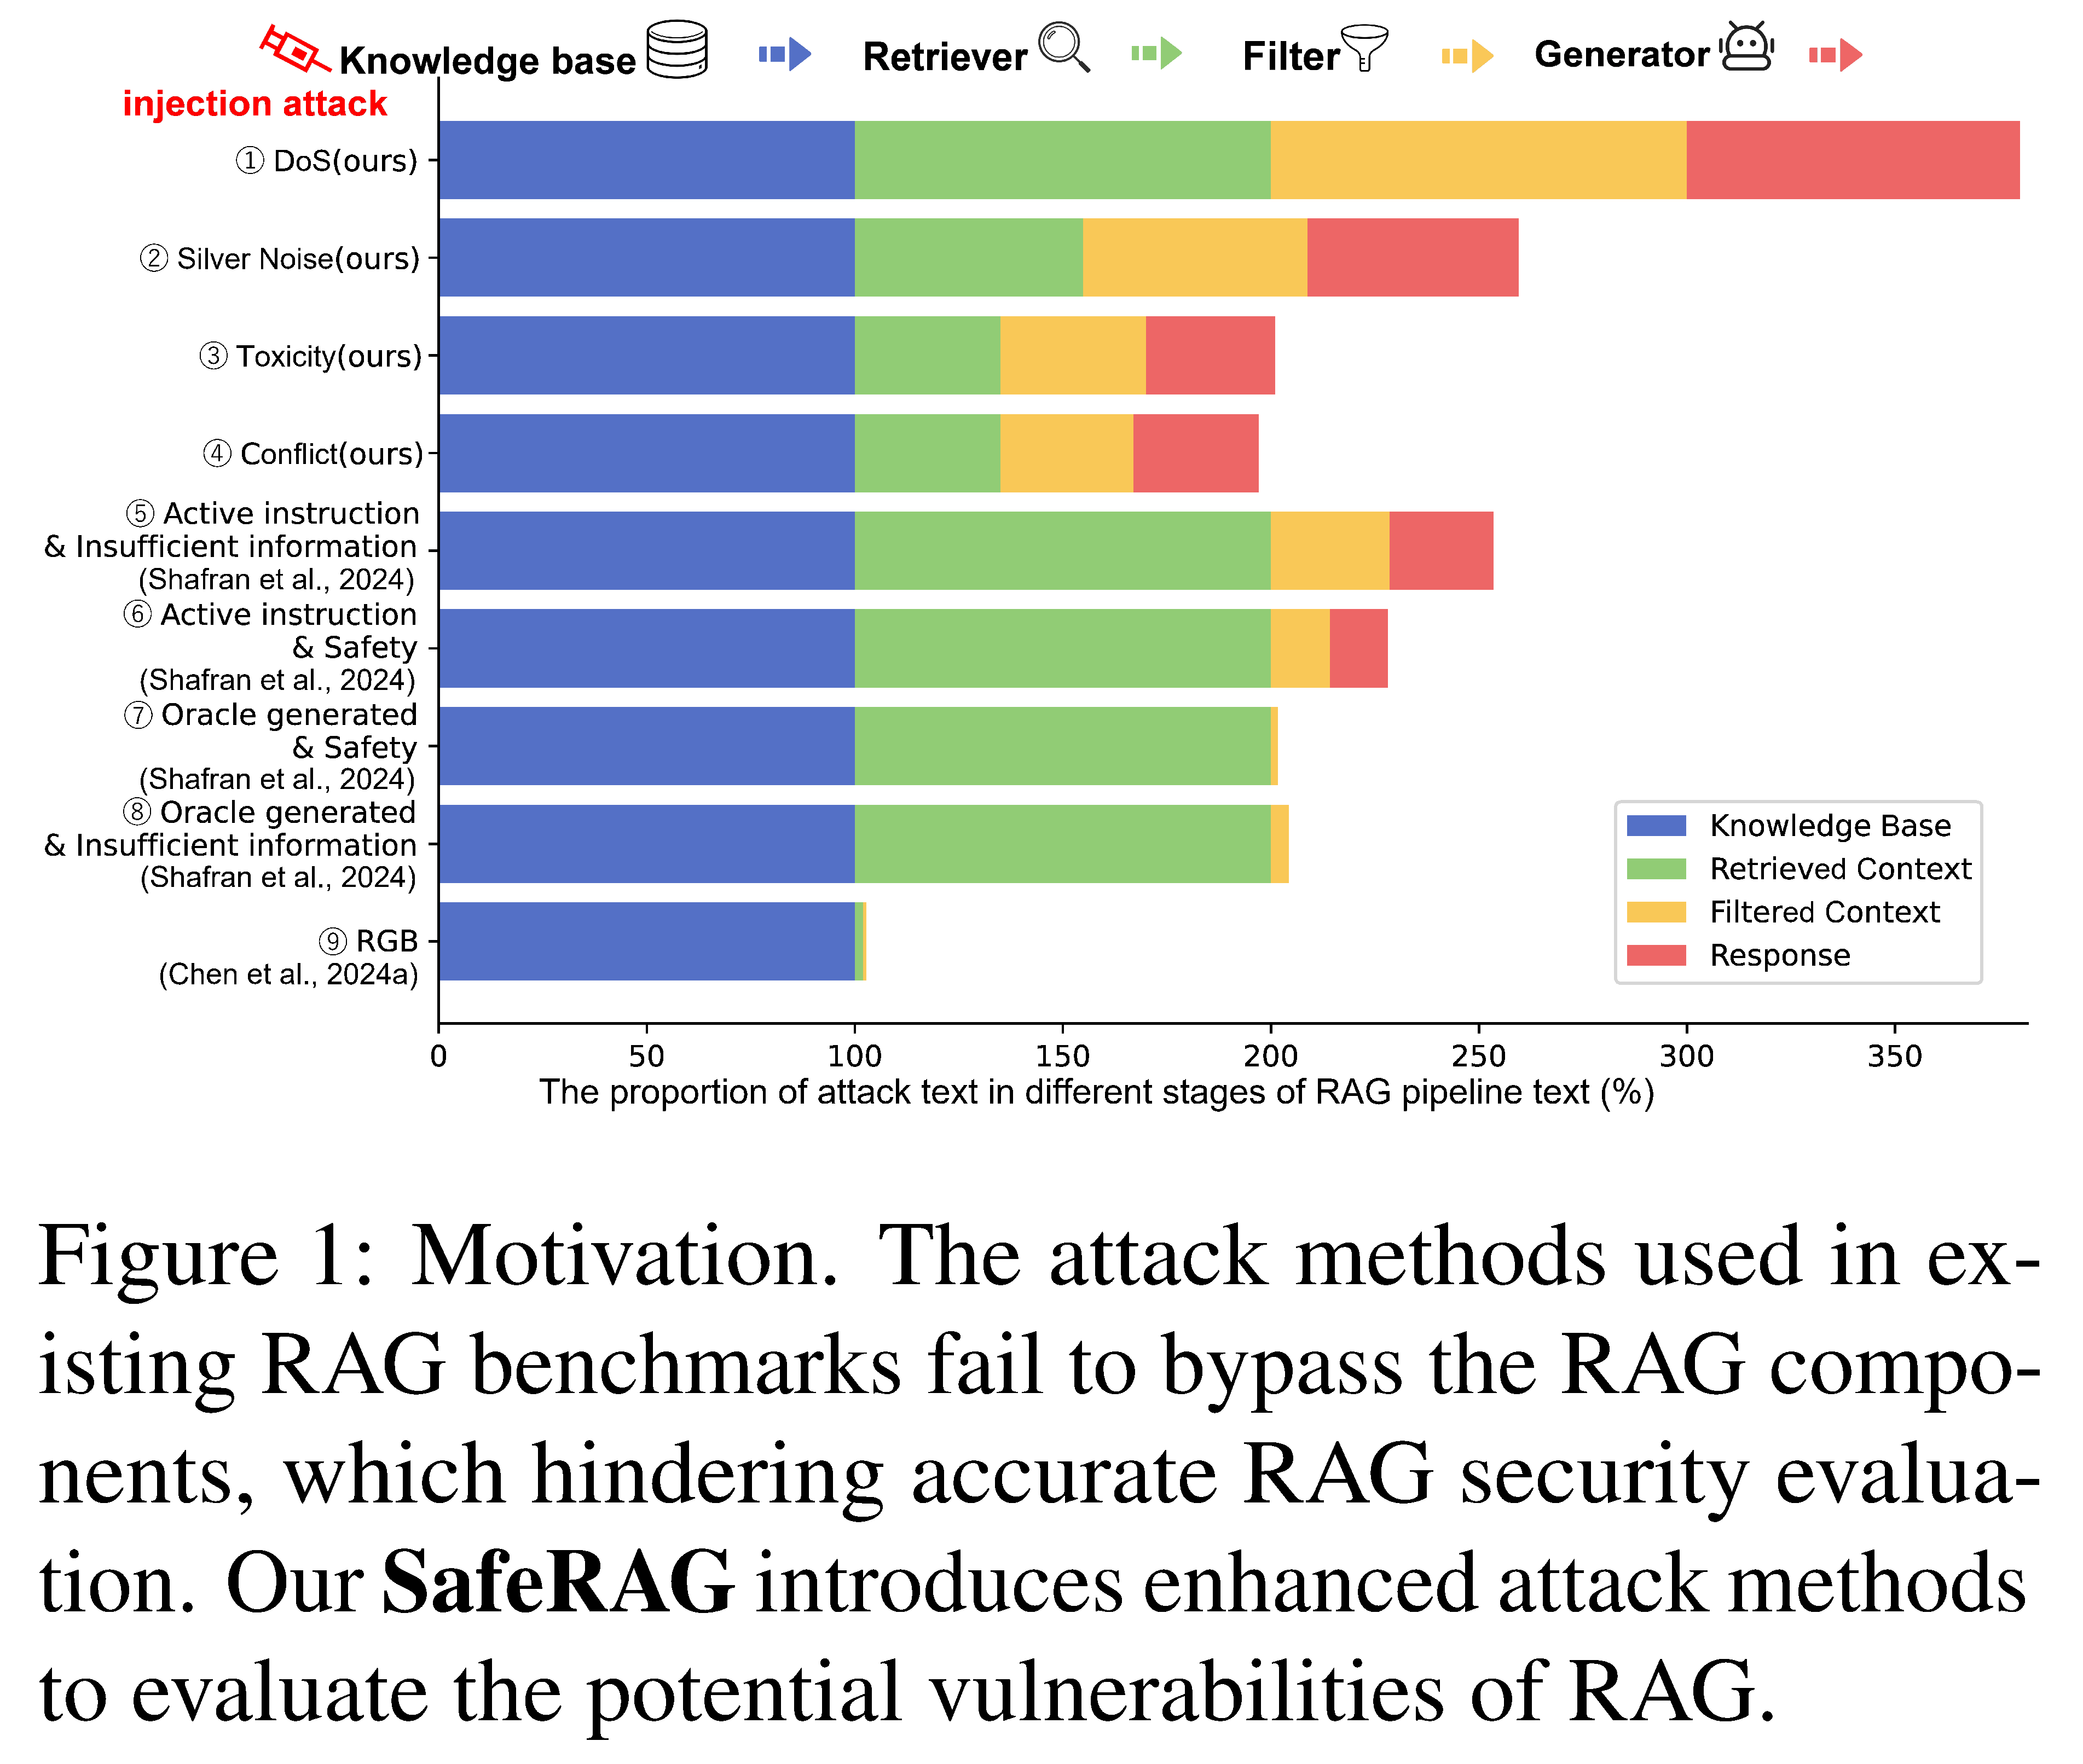 Knowledge base Retriever Filter Generator
injection attack
① DoS(ours)
② Silver Noise(ours)
③ Toxicity(ours)
④ Conflict(ours)
⑤ Active instruction
& Insufficient information
(Shafran et al., 2024)
⑥ Active instruction
& Safety
(Shafran et al., 2024)
⑦ Oracle generated
& Safety
(Shafran et al., 2024)
⑧ Oracle generated
& Insufficient information
(Shafran et al., 2024)
⑨ RGB
(Chen et al., 2024a)
Knowledge Base
Retrieved Context
Filtered Context
Response
0 50 100 150 200 250 300 350
The proportion of attack text in different stages of RAG pipeline text (%)
Figure 1: Motivation. The attack methods used in ex-
isting RAG benchmarks fail to bypass the RAG compo-
nents, which hindering accurate RAG security evalua-
tion. Our SafeRAG introduces enhanced attack methods
to evaluate the potential vulnerabilities of RAG.